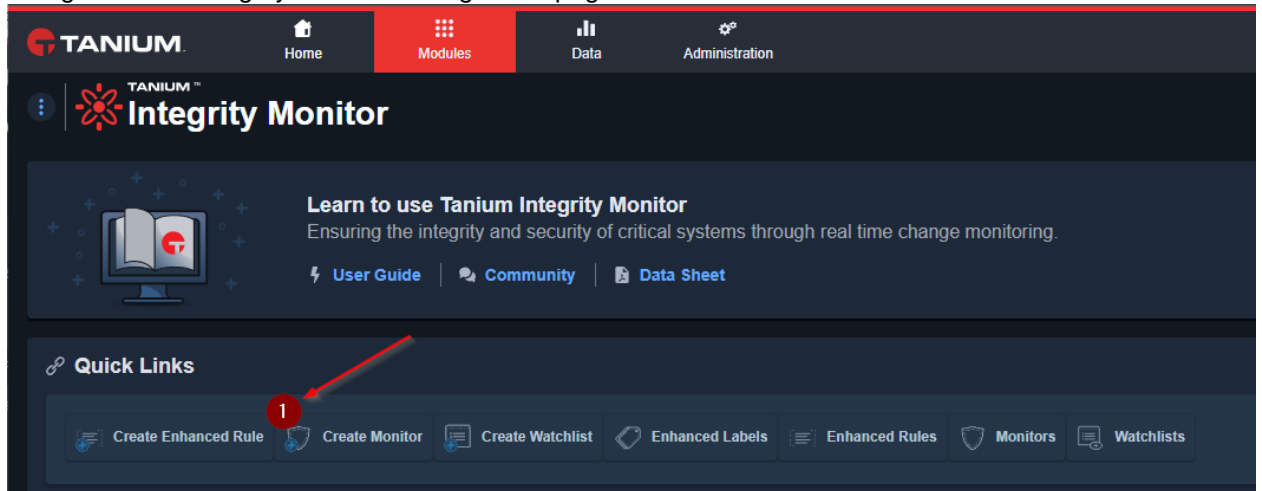 TANIUM.
Home
Modules
Data
Administration
TANIUM™
Integrity Monitor
Learn to use Tanium Integrity Monitor
Ensuring the integrity and security of critical systems through real time change monitoring.
User Guide
Community
Data Sheet
Quick Links
1
Create Enhanced Rule
Create Monitor
Create Watchlist
Enhanced Labels
Enhanced Rules
Monitors
Watchlists